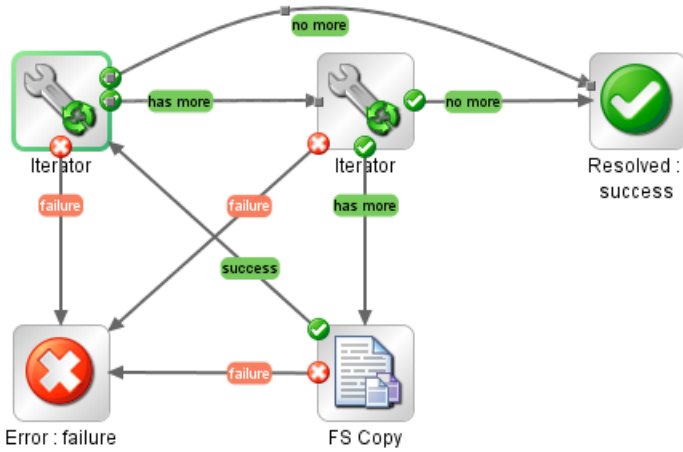 no more
has more
no more
Iterator
Iterator
Resolved :
success
failure
failure
has more
success
failure
Error : failure
FS Copy